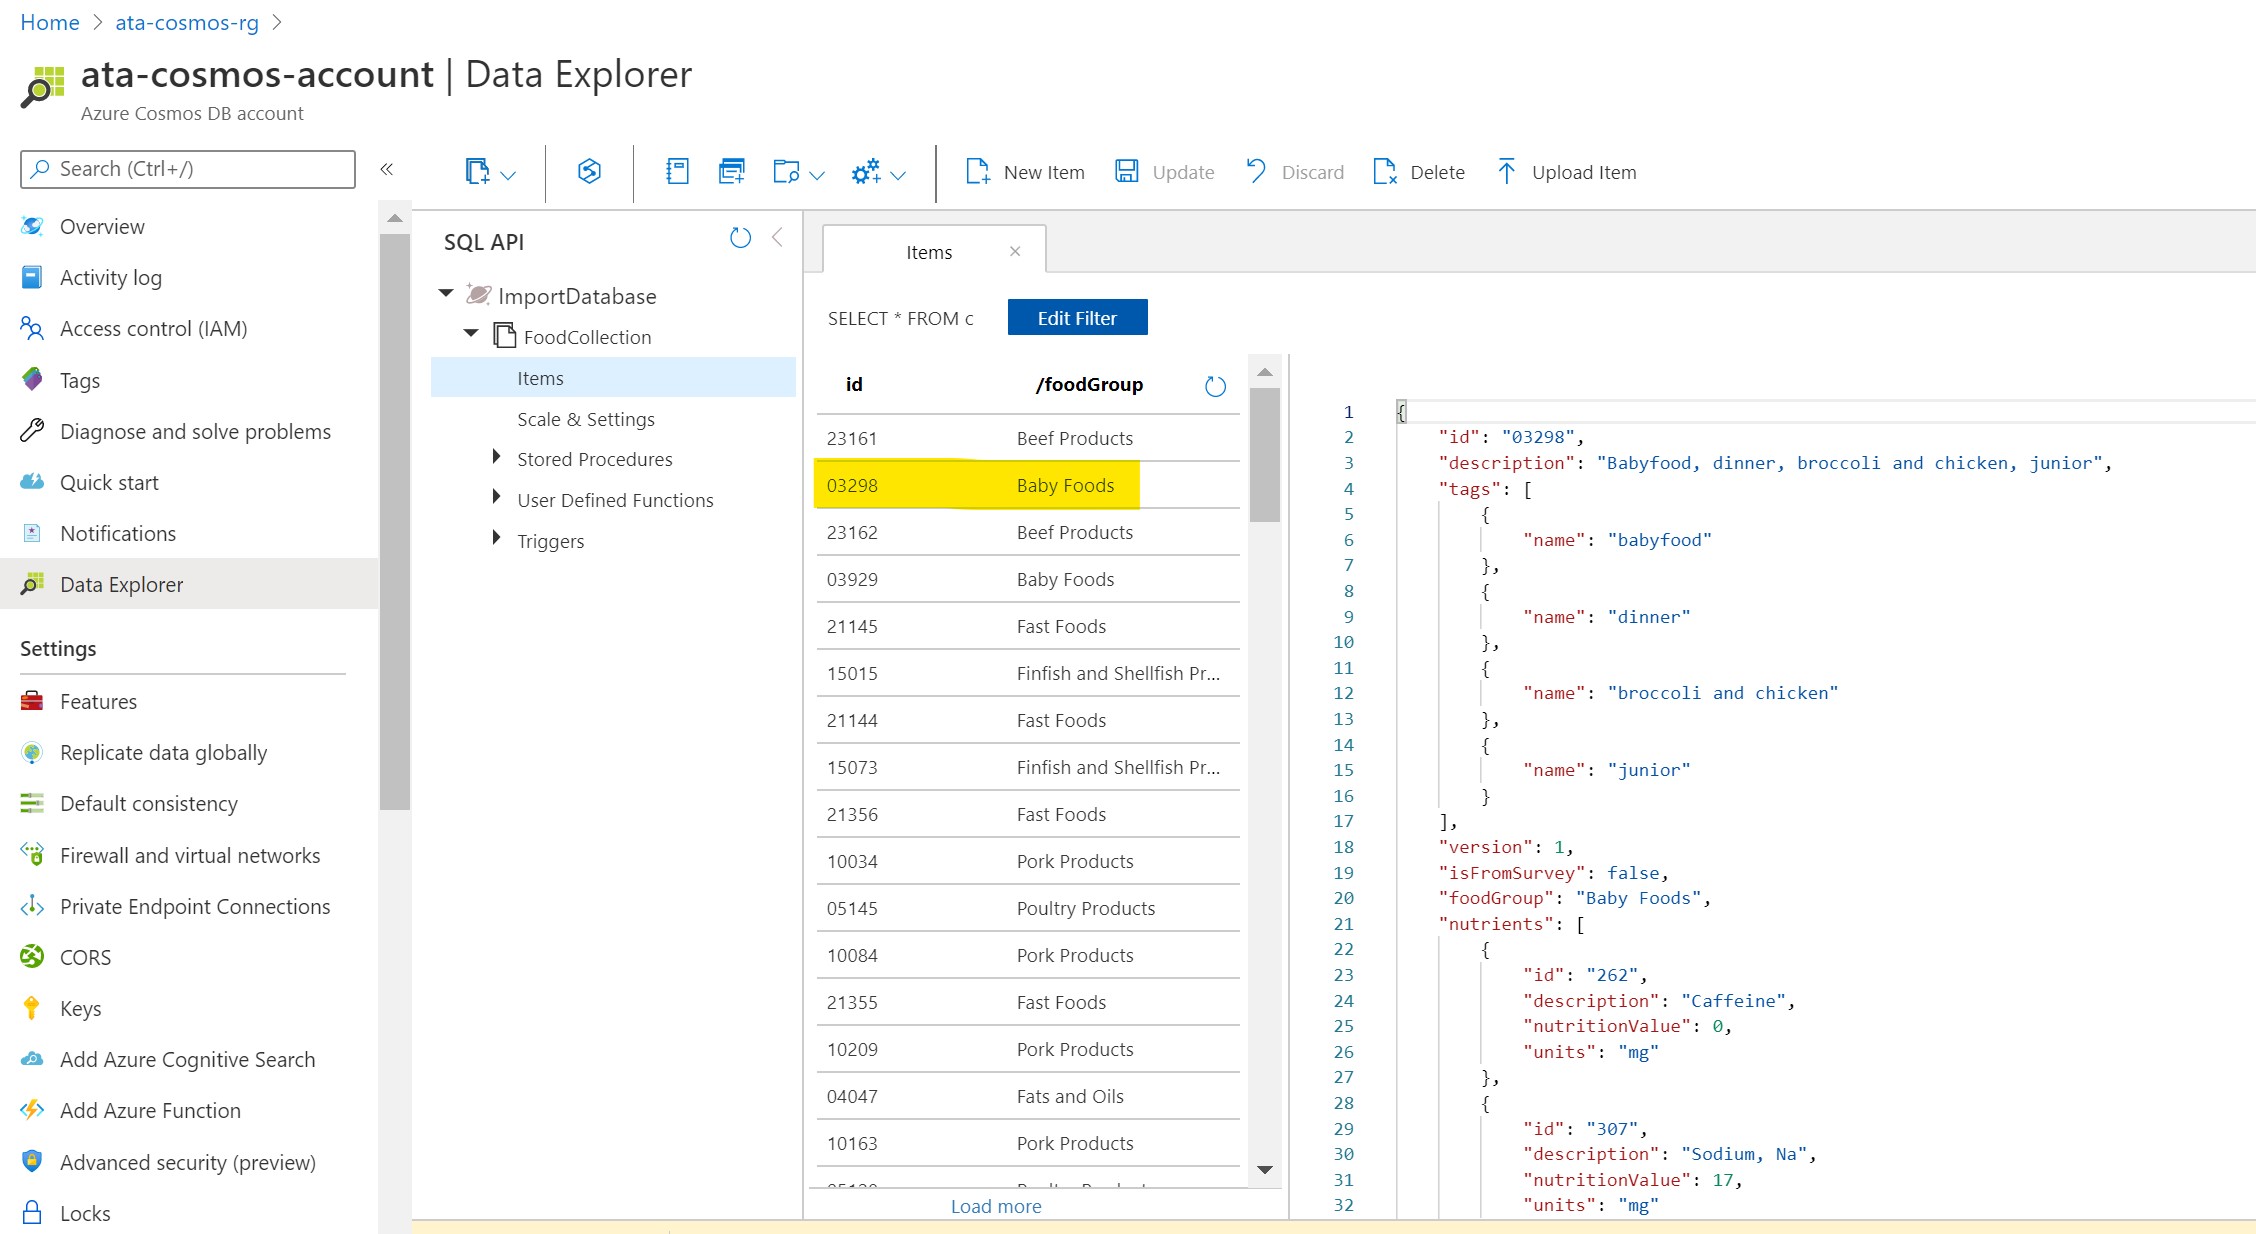 Home > ata-cosmos-rg >
ata-cosmos-account | Data Explorer
Azure Cosmos DB account
Search (Ctrl+/)
«
New Item
Update
Discard
Delete
Upload Item
Overview
Activity log
Access control (IAM)
Tags
Diagnose and solve problems
Quick start
Notifications
Data Explorer
Settings
Features
Replicate data globally
Default consistency
Firewall and virtual networks
Private Endpoint Connections
CORS
Keys
Add Azure Cognitive Search
Add Azure Function
Advanced security (preview)
Locks
SQL API
ImportDatabase
FoodCollection
Items
Scale & Settings
Stored Procedures
User Defined Functions
Triggers
Items
SELECT * FROM c
Edit Filter
id /foodGroup
23161 Beef Products
03298 Baby Foods
23162 Beef Products
03929 Baby Foods
21145 Fast Foods
15015 Finfish and Shellfish Pr...
21144 Fast Foods
15073 Finfish and Shellfish Pr...
21356 Fast Foods
10034 Pork Products
05145 Poultry Products
10084 Pork Products
21355 Fast Foods
10209 Pork Products
04047 Fats and Oils
10163 Pork Products
Load more
1 {
2 "id": "03298",
3 "description": "Babyfood, dinner, broccoli and chicken, junior",
4 "tags": [
5 {
6 "name": "babyfood"
7 },
8 {
9 "name": "dinner"
10 },
11 {
12 "name": "broccoli and chicken"
13 },
14 {
15 "name": "junior"
16 }
17 ],
18 "version": 1,
19 "isFromSurvey": false,
20 "foodGroup": "Baby Foods",
21 "nutrients": [
22 {
23 "id": "262",
24 "description": "Caffeine",
25 "nutritionValue": 0,
26 "units": "mg"
27 },
28 {
29 "id": "307",
30 "description": "Sodium, Na",
31 "nutritionValue": 17,
32 "units": "mg"